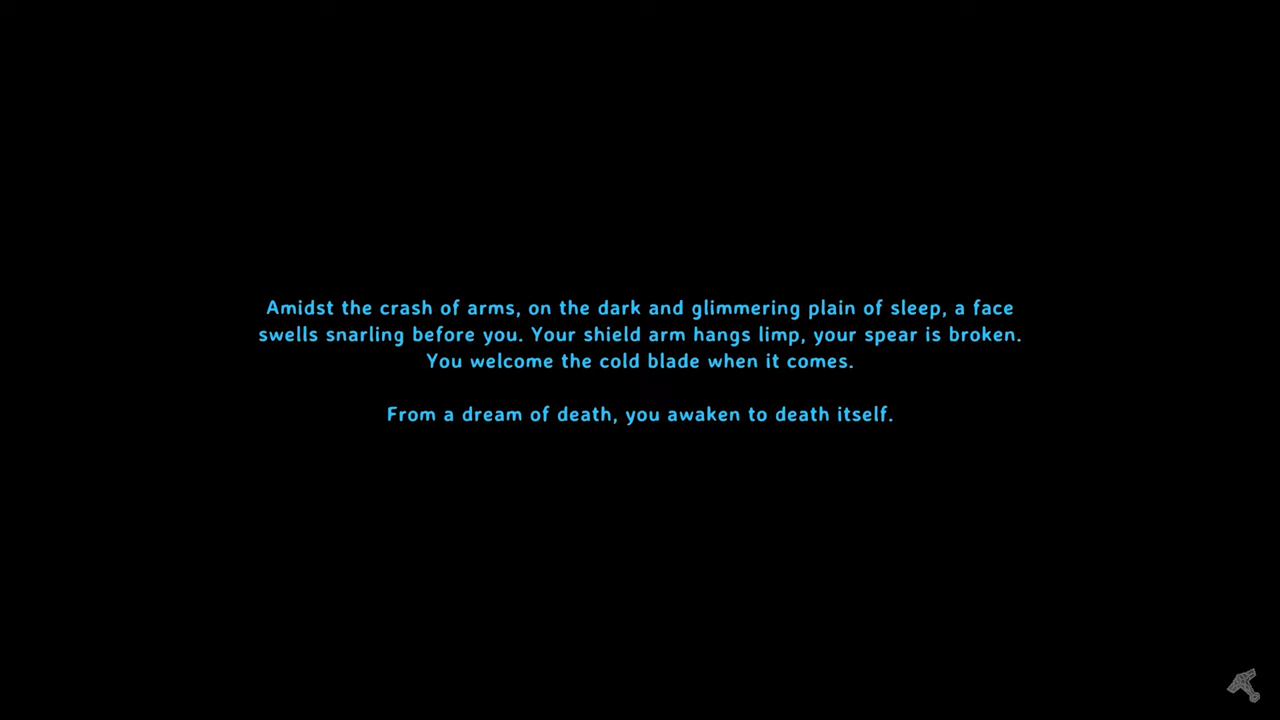 Amidst the crash of arms, on the dark and glimmering plain of sleep, a face
swells snarling before you. Your shield arm hangs limp, your spear is broken.
You welcome the cold blade when it comes.
From a dream of death, you awaken to death itself.